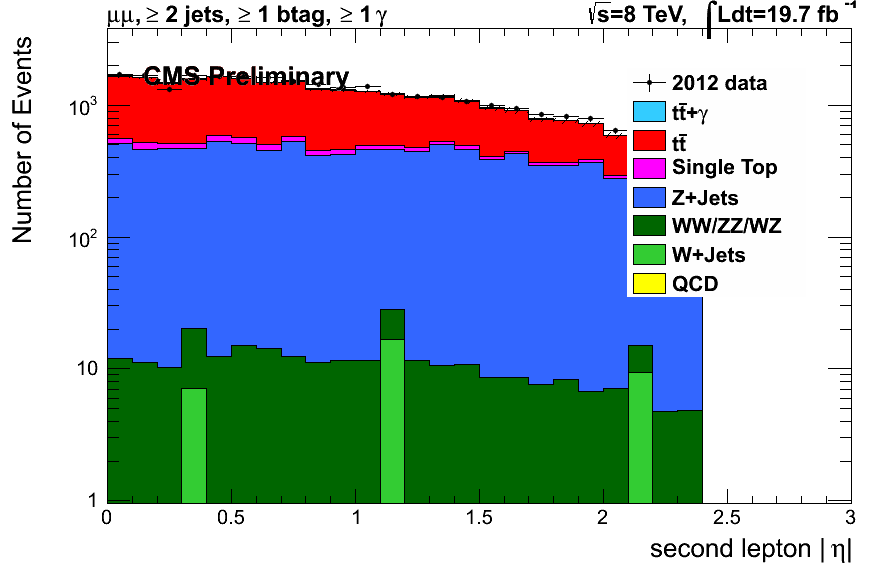 μμ, ≥ 2 jets, ≥ 1 btag, ≥ 1 γ
√s=8 TeV, ∫Ldt=19.7 fb⁻¹
CMS Preliminary
2012 data
tt̄+γ
tt̄
Single Top
Z+Jets
WW/ZZ/WZ
W+Jets
QCD
Number of Events
10³
10²
10
1
0 0.5 1 1.5 2 2.5 3
second lepton |η|